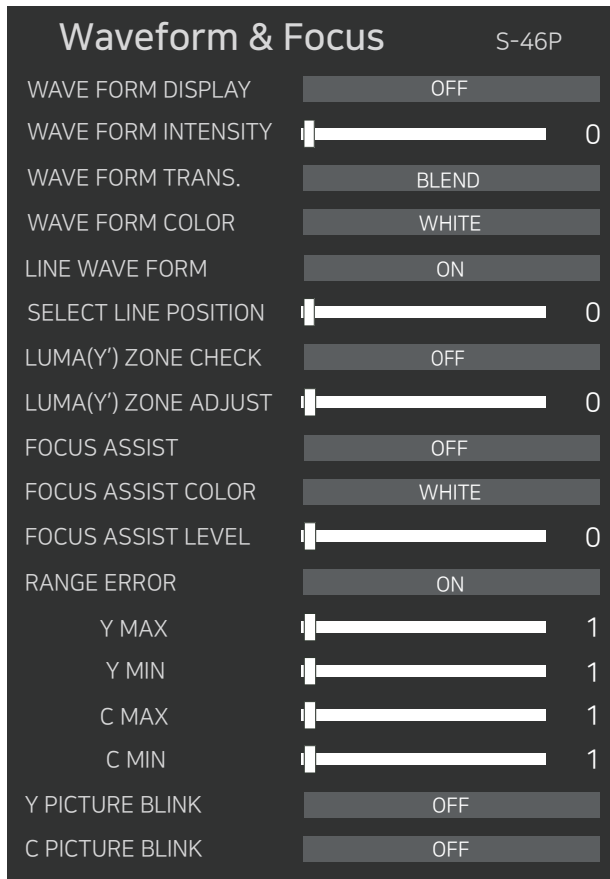 Waveform & Focus S-46P
WAVE FORM DISPLAY OFF
WAVE FORM INTENSITY 0
WAVE FORM TRANS. BLEND
WAVE FORM COLOR WHITE
LINE WAVE FORM ON
SELECT LINE POSITION 0
LUMA(Y') ZONE CHECK OFF
LUMA(Y') ZONE ADJUST 0
FOCUS ASSIST OFF
FOCUS ASSIST COLOR WHITE
FOCUS ASSIST LEVEL 0
RANGE ERROR ON
Y MAX 1
Y MIN 1
C MAX 1
C MIN 1
Y PICTURE BLINK OFF
C PICTURE BLINK OFF